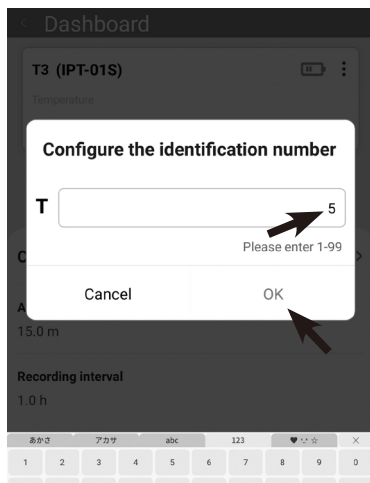 Dashboard
T3 (IPT-01S)
Temperature
Configure the identification number
T 5
Please enter 1-99
Cancel OK
15.0 m
Recording interval
1.0 h
あかさ アカサ abc 123 ♥ ☆ ×
1 2 3 4 5 6 7 8 9 0